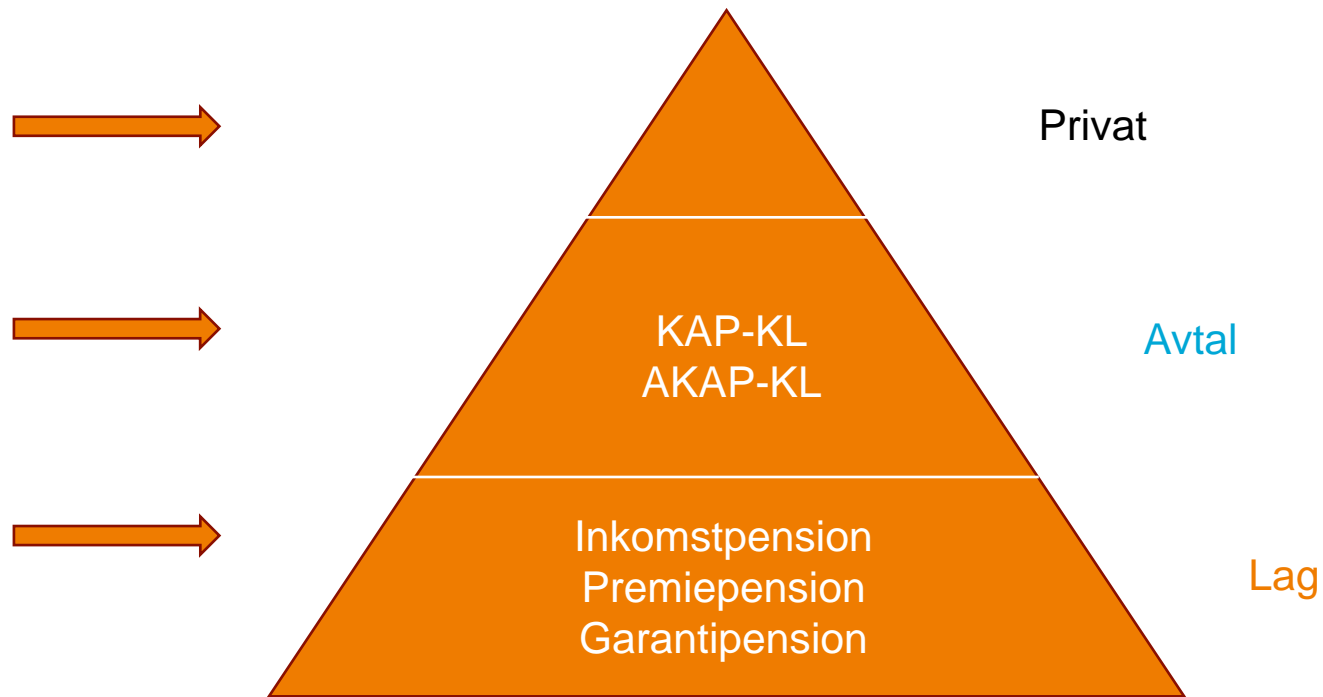 Privat
KAP-KL
AKAP-KL
Avtal
Inkomstpension
Premiepension
Garantipension
Lag